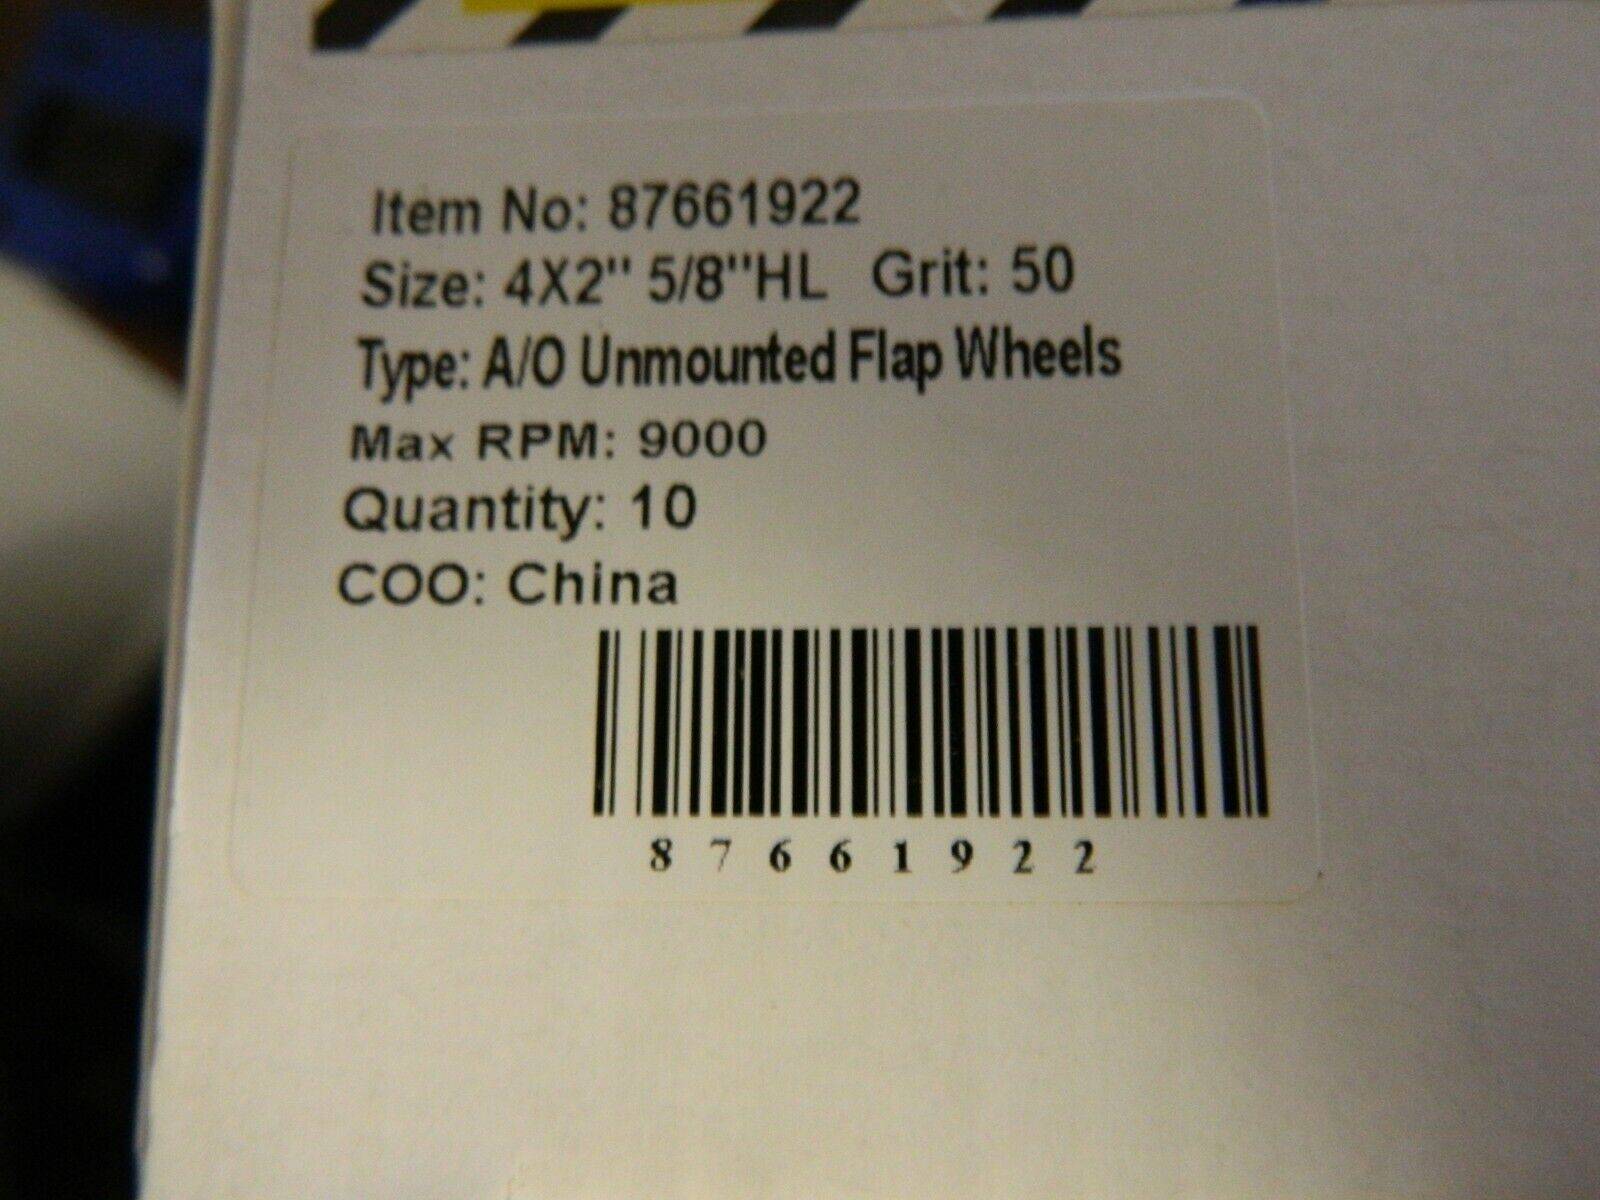 Item No: 87661922
Size: 4X2" 5/8"HL Grit: 50
Type: A/O Unmounted Flap Wheels
Max RPM: 9000
Quantity: 10
COO: China
87661922